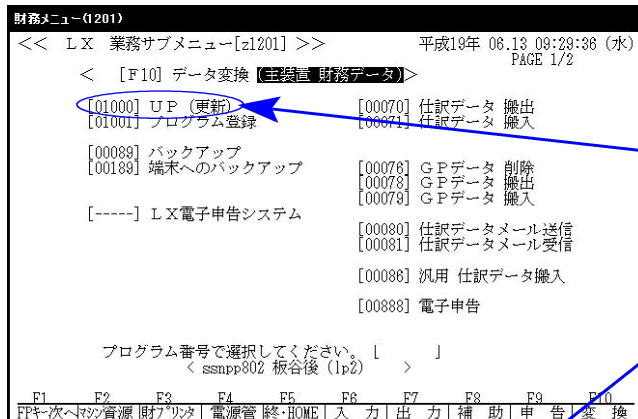 財務メニュー(1201)
<< ＬＸ 業務サブメニュー[z1201] >> 平成19年 06.13 09:29:36 (水)
PAGE 1/2
< [F10] データ変換 (主装置 財務データ)>
[01000] ＵＰ (更新) [00070] 仕訳データ 搬出
[01001] プログラム登録 [00071] 仕訳データ 搬入
[00089] バックアップ
[00189] 端末へのバックアップ [00076] ＧＰデータ 削除
[00078] ＧＰデータ 搬出
[00079] ＧＰデータ 搬入
[-----] ＬＸ電子申告システム
[00080] 仕訳データメール送信
[00081] 仕訳データメール受信
[00086] 汎用 仕訳データ搬入
[00888] 電子申告
プログラム番号で選択してください。 [ ]
< ssnpp802 板谷後 (lp2) >
F1 F2 F3 F4 F5 F6 F7 F8 F9 F10
FPキー次へ マシン資源 財プリンタ 電源管 終・HOME 入 力 出 力 補 助 申 告 変 換